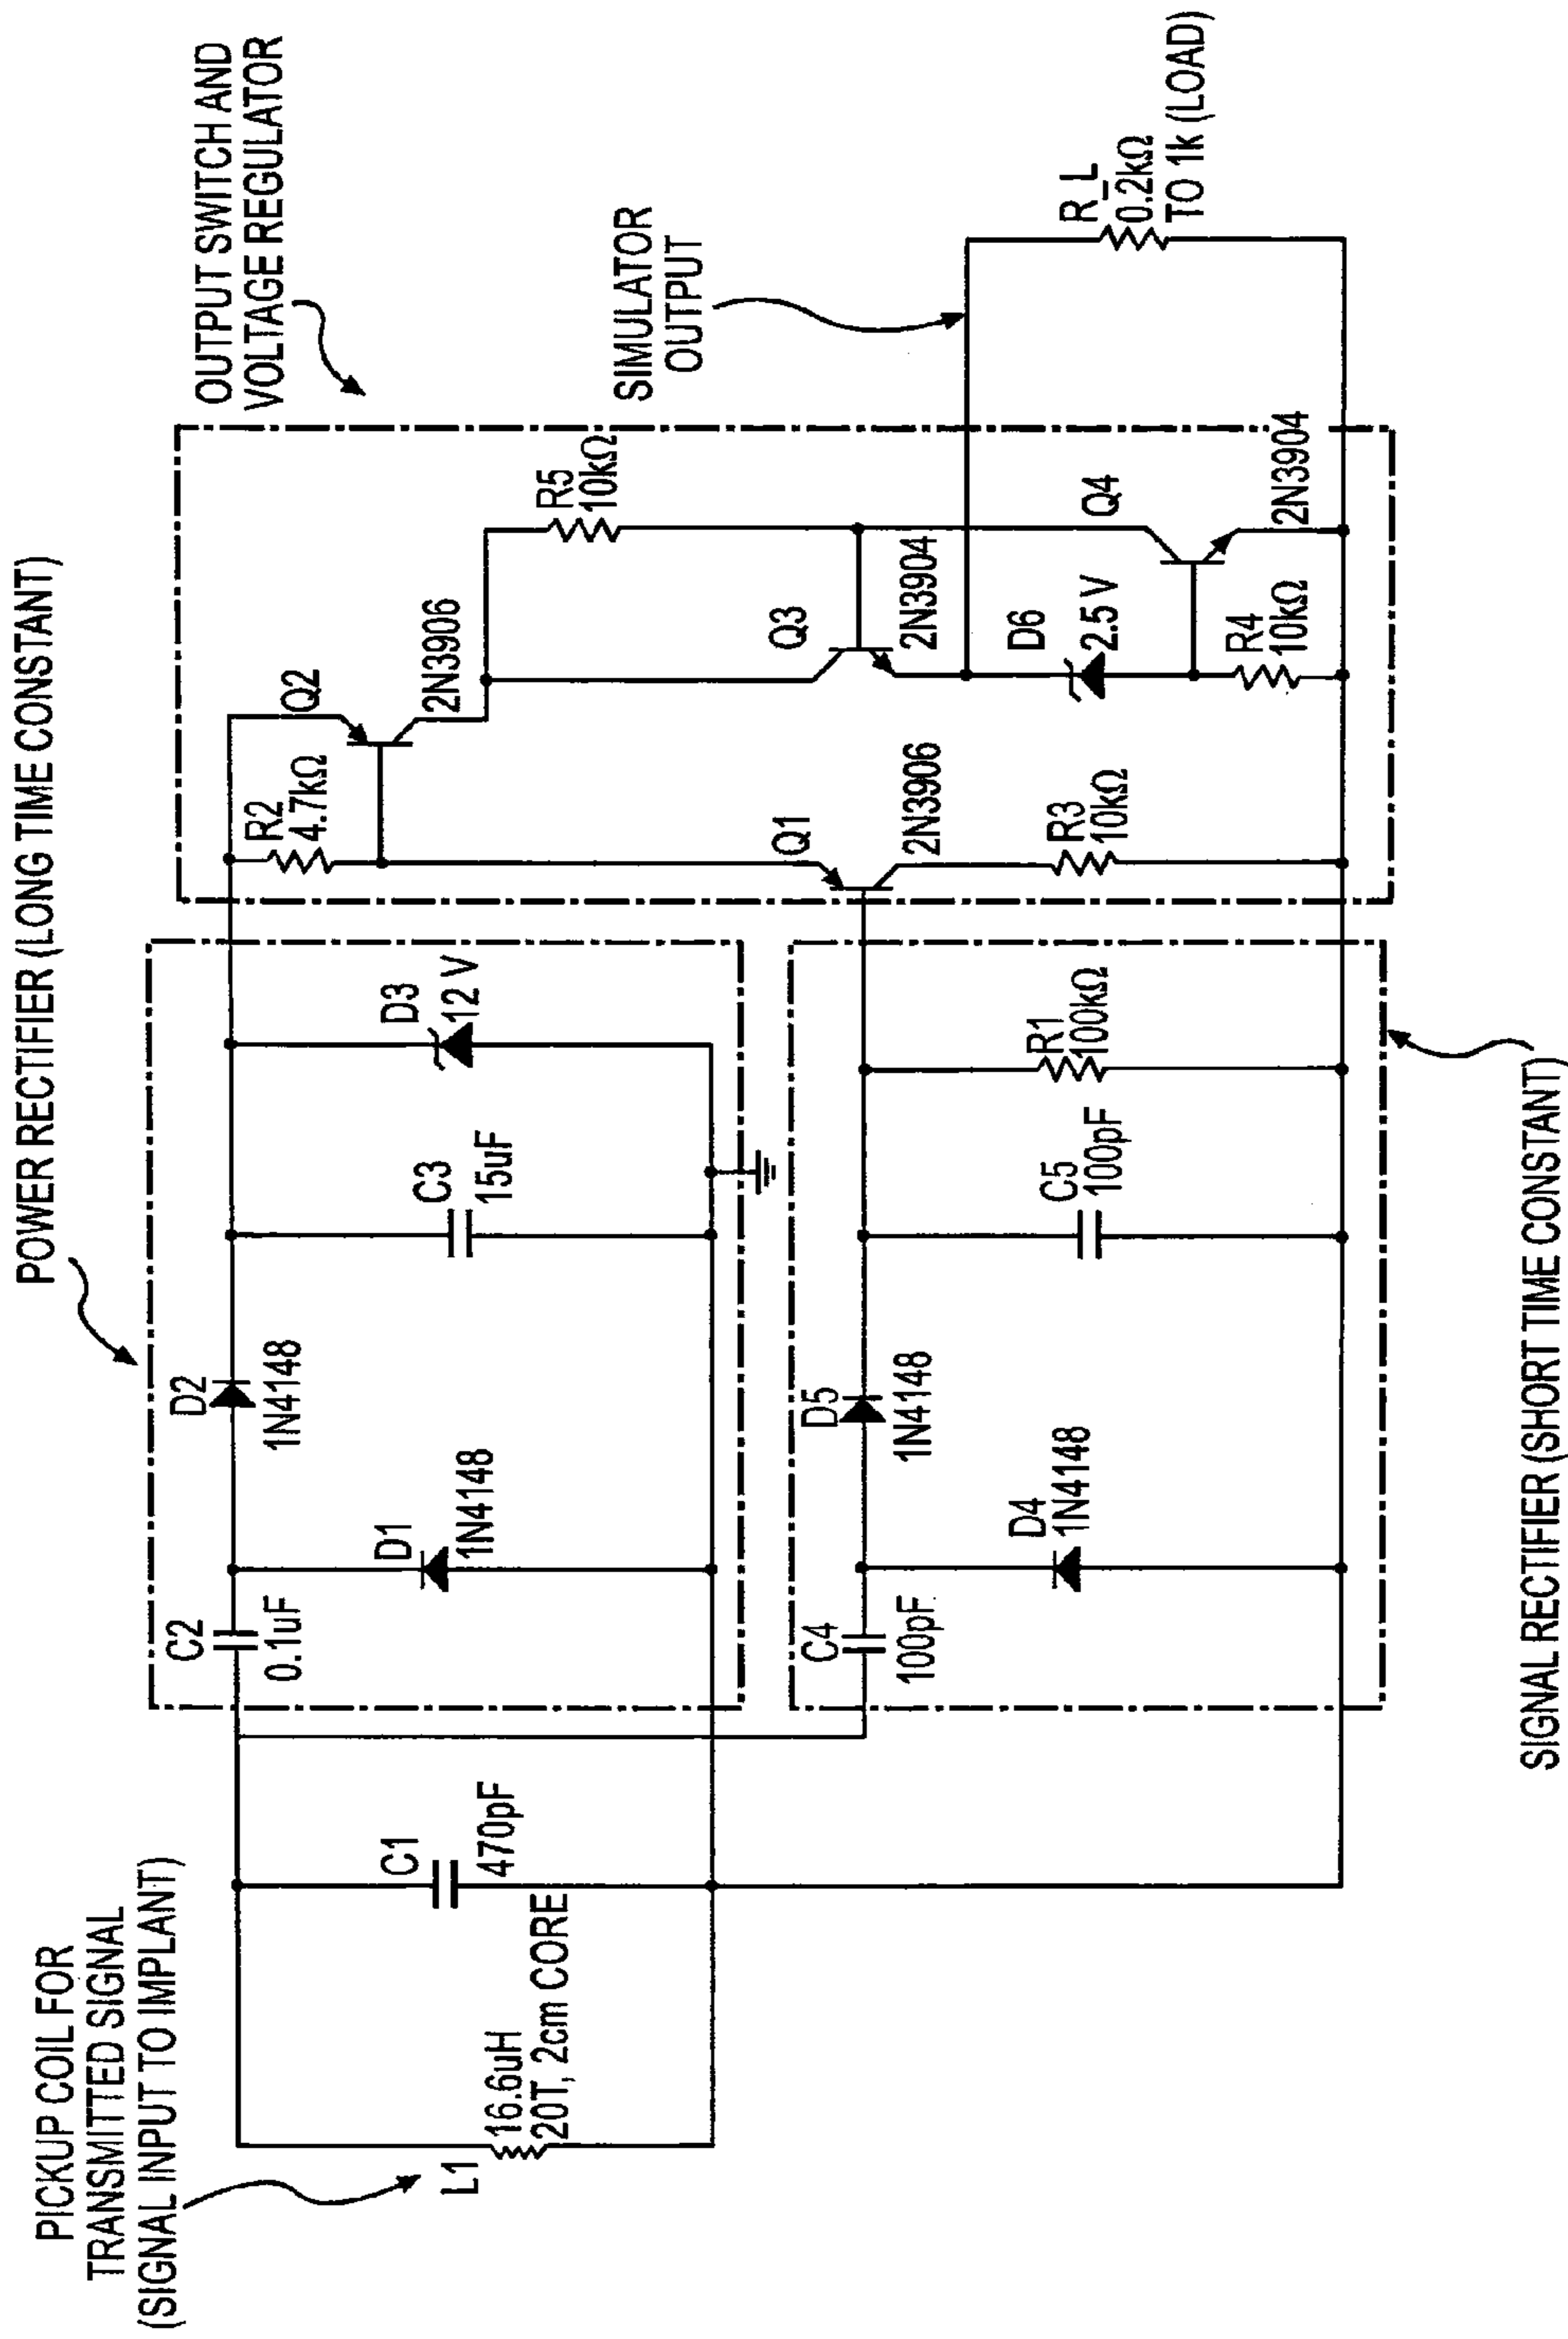 PICKUP COIL FOR
TRANSMITTED SIGNAL
(SIGNAL INPUT TO IMPLANT)
L1
16.6uH
20T, 2cm CORE
C1
470pF
POWER RECTIFIER (LONG TIME CONSTANT)
C2
0.1uF
D1
1N4148
D2
1N4148
C3
15uF
D3
12 V
C4
100pF
D4
1N4148
D5
1N4148
C5
100pF
R1
100kΩ
SIGNAL RECTIFIER (SHORT TIME CONSTANT)
OUTPUT SWITCH AND
VOLTAGE REGULATOR
R2
4.7kΩ
Q2
2N3906
Q1
2N3906
R3
10kΩ
R5
10kΩ
Q3
2N3904
D6
2.5 V
Q4
2N3904
R4
10kΩ
SIMULATOR
OUTPUT
R_L
0.2kΩ
TO 1k (LOAD)